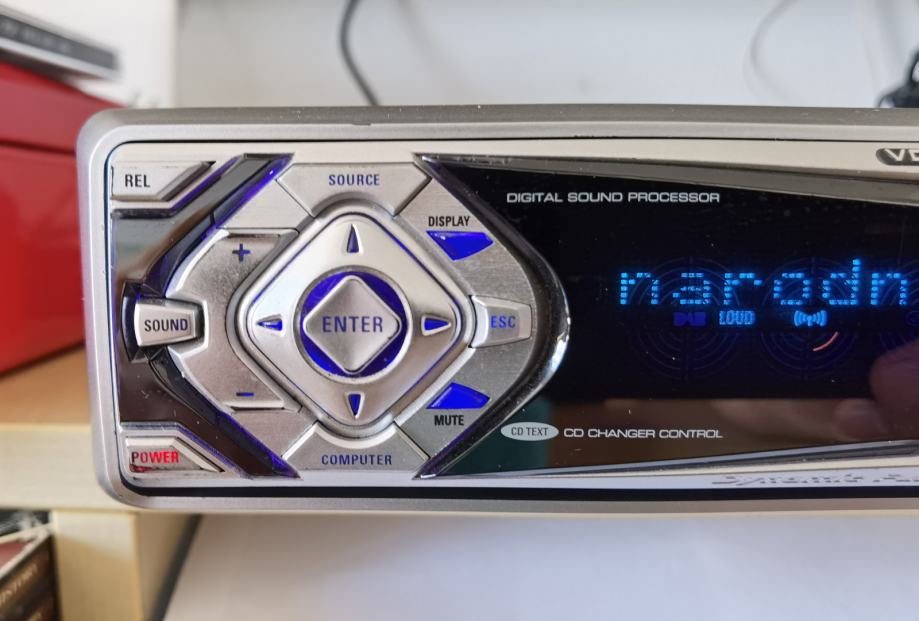 REL
SOURCE
DISPLAY
DIGITAL SOUND PROCESSOR
+
narodn
DAB LOUD
SOUND
ENTER
ESC
-
MUTE
CD TEXT CD CHANGER CONTROL
POWER
COMPUTER